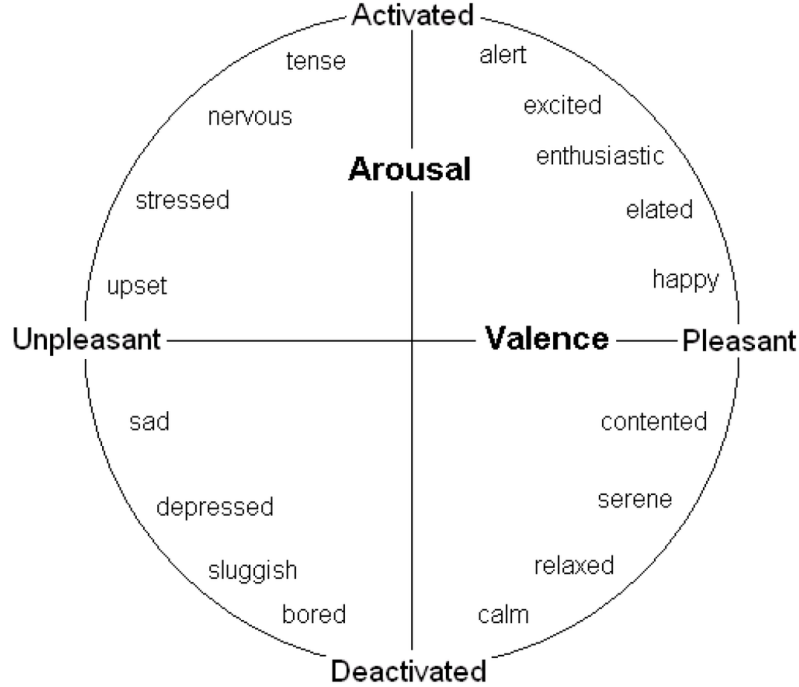 Activated
tense
alert
nervous
excited
enthusiastic
Arousal
stressed
elated
upset
happy
Unpleasant
Valence
Pleasant
sad
contented
depressed
serene
sluggish
relaxed
bored
calm
Deactivated